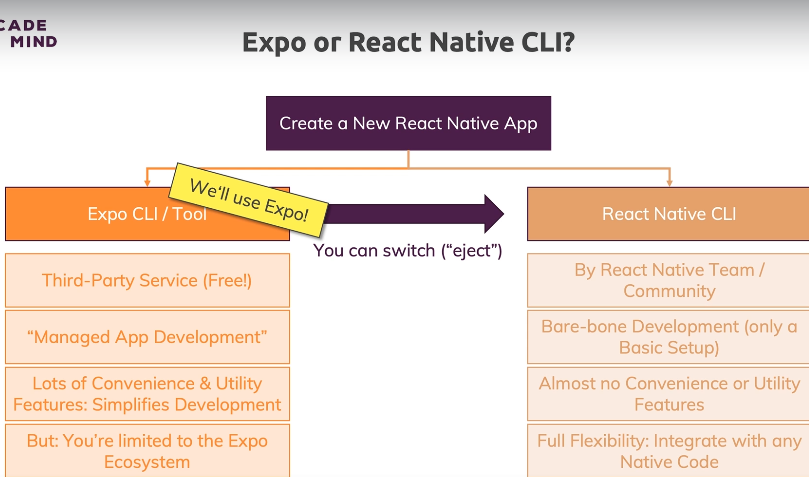 CADE
MIND
Expo or React Native CLI?
Create a New React Native App
We'll use Expo!
Expo CLI / Tool
React Native CLI
You can switch (“eject”)
Third-Party Service (Free!)
“Managed App Development”
Lots of Convenience & Utility
Features: Simplifies Development
But: You’re limited to the Expo
Ecosystem
By React Native Team /
Community
Bare-bone Development (only a
Basic Setup)
Almost no Convenience or Utility
Features
Full Flexibility: Integrate with any
Native Code